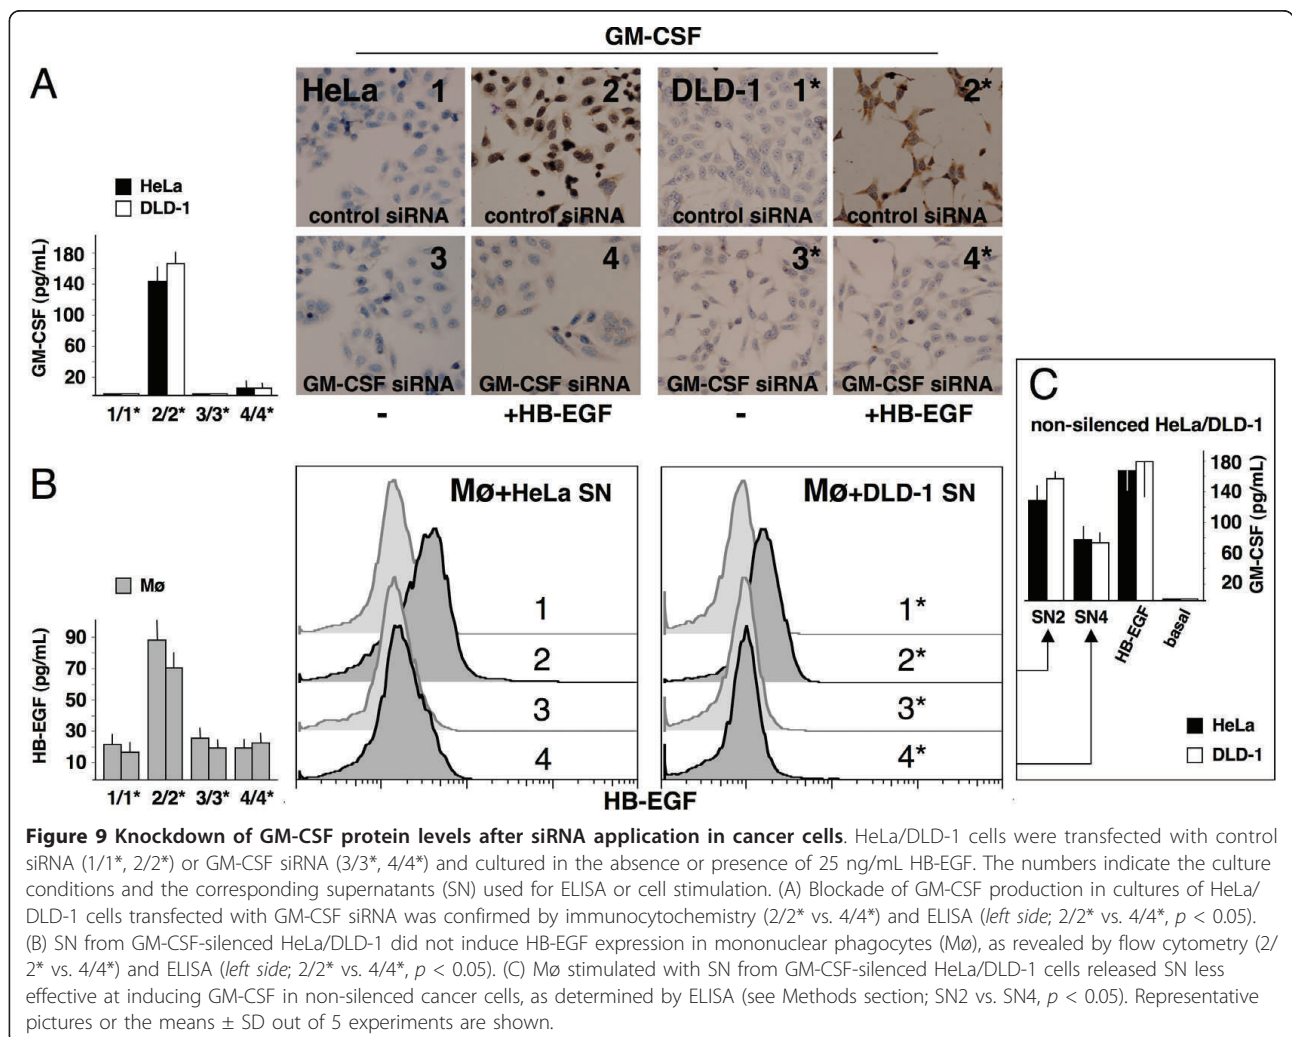 GM-CSF
A
HeLa 1
2
DLD-1 1*
2*
control siRNA
control siRNA
control siRNA
control siRNA
3
4
3*
4*
GM-CSF siRNA
GM-CSF siRNA
GM-CSF siRNA
GM-CSF siRNA
-
+HB-EGF
-
+HB-EGF
HeLa
DLD-1
GM-CSF (pg/mL)
180
140
100
60
20
1/1* 2/2* 3/3* 4/4*
B
Mø
HB-EGF (pg/mL)
90
70
50
30
10
1/1* 2/2* 3/3* 4/4*
Mø+HeLa SN
1
2
3
4
Mø+DLD-1 SN
1*
2*
3*
4*
HB-EGF
C
non-silenced HeLa/DLD-1
180
140
100
60
20
GM-CSF (pg/mL)
SN2 SN4 HB-EGF basal
HeLa
DLD-1
Figure 9 Knockdown of GM-CSF protein levels after siRNA application in cancer cells. HeLa/DLD-1 cells were transfected with control
siRNA (1/1*, 2/2*) or GM-CSF siRNA (3/3*, 4/4*) and cultured in the absence or presence of 25 ng/mL HB-EGF. The numbers indicate the culture
conditions and the corresponding supernatants (SN) used for ELISA or cell stimulation. (A) Blockade of GM-CSF production in cultures of HeLa/
DLD-1 cells transfected with GM-CSF siRNA was confirmed by immunocytochemistry (2/2* vs. 4/4*) and ELISA (left side; 2/2* vs. 4/4*, p < 0.05).
(B) SN from GM-CSF-silenced HeLa/DLD-1 did not induce HB-EGF expression in mononuclear phagocytes (Mø), as revealed by flow cytometry (2/
2* vs. 4/4*) and ELISA (left side; 2/2* vs. 4/4*, p < 0.05). (C) Mø stimulated with SN from GM-CSF-silenced HeLa/DLD-1 cells released SN less
effective at inducing GM-CSF in non-silenced cancer cells, as determined by ELISA (see Methods section; SN2 vs. SN4, p < 0.05). Representative
pictures or the means ± SD out of 5 experiments are shown.